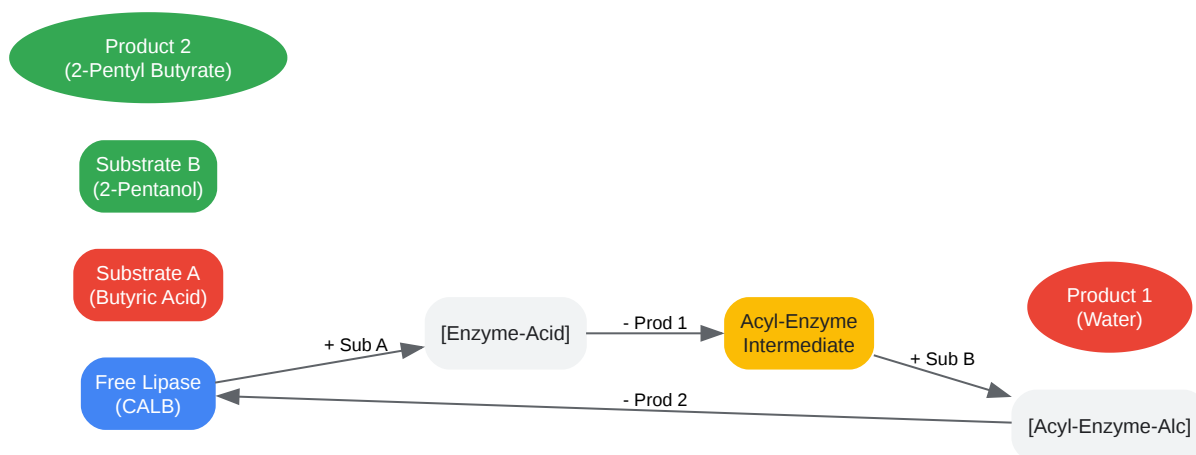 Product 2
(2-Pentyl Butyrate)
Substrate B
(2-Pentanol)
Substrate A
(Butyric Acid)
Product 1
(Water)
+ Sub A
[Enzyme-Acid]
- Prod 1
Acyl-Enzyme
Intermediate
+ Sub B
Free Lipase
(CALB)
- Prod 2
[Acyl-Enzyme-Alc]